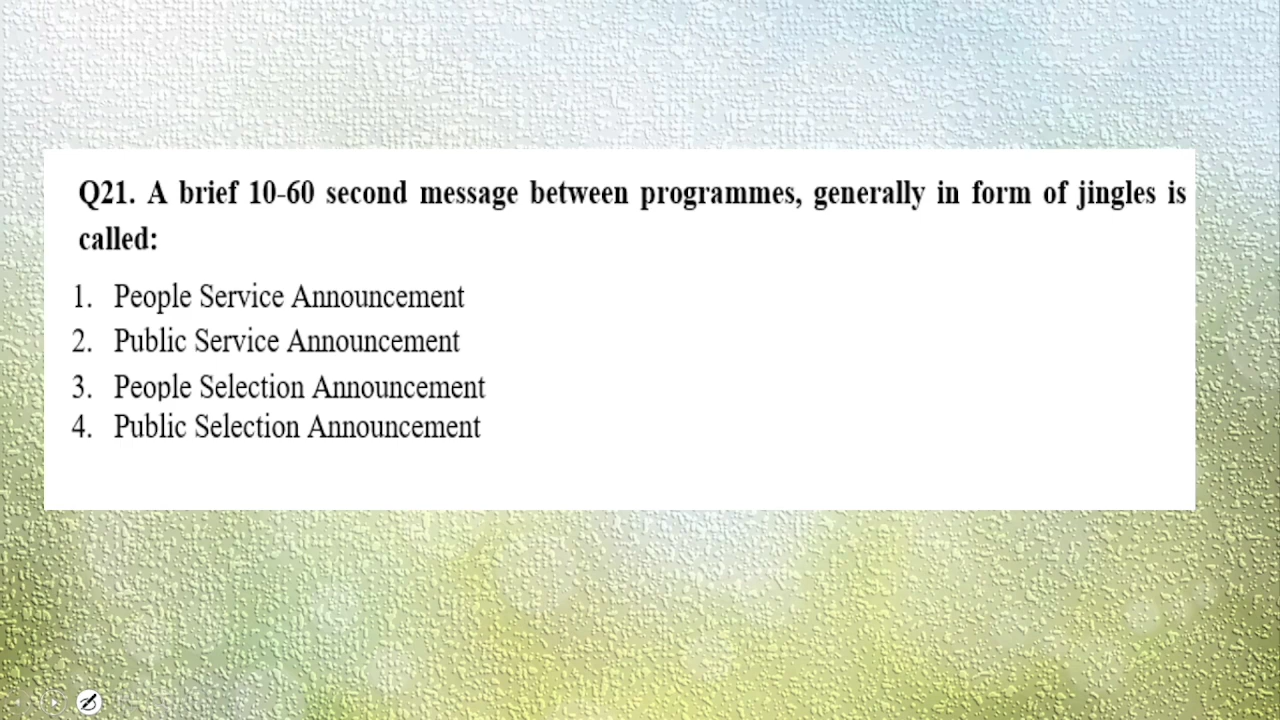 Q21. A brief 10-60 second message between programmes, generally in form of jingles is
called:
1. People Service Announcement
2. Public Service Announcement
3. People Selection Announcement
4. Public Selection Announcement